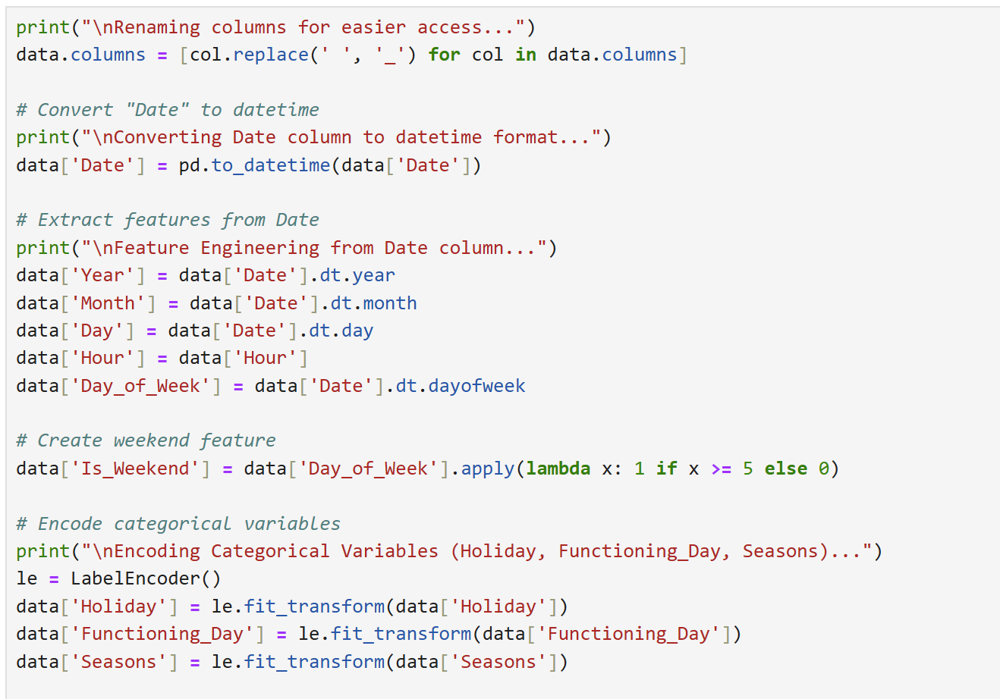 print("\nRenaming columns for easier access...")
data.columns = [col.replace(' ', '_') for col in data.columns]
# Convert "Date" to datetime
print("\nConverting Date column to datetime format...")
data['Date'] = pd.to_datetime(data['Date'])
# Extract features from Date
print("\nFeature Engineering from Date column...")
data['Year'] = data['Date'].dt.year
data['Month'] = data['Date'].dt.month
data['Day'] = data['Date'].dt.day
data['Hour'] = data['Hour']
data['Day_of_Week'] = data['Date'].dt.dayofweek
# Create weekend feature
data['Is_Weekend'] = data['Day_of_Week'].apply(lambda x: 1 if x >= 5 else 0)
# Encode categorical variables
print("\nEncoding Categorical Variables (Holiday, Functioning_Day, Seasons)...")
le = LabelEncoder()
data['Holiday'] = le.fit_transform(data['Holiday'])
data['Functioning_Day'] = le.fit_transform(data['Functioning_Day'])
data['Seasons'] = le.fit_transform(data['Seasons'])